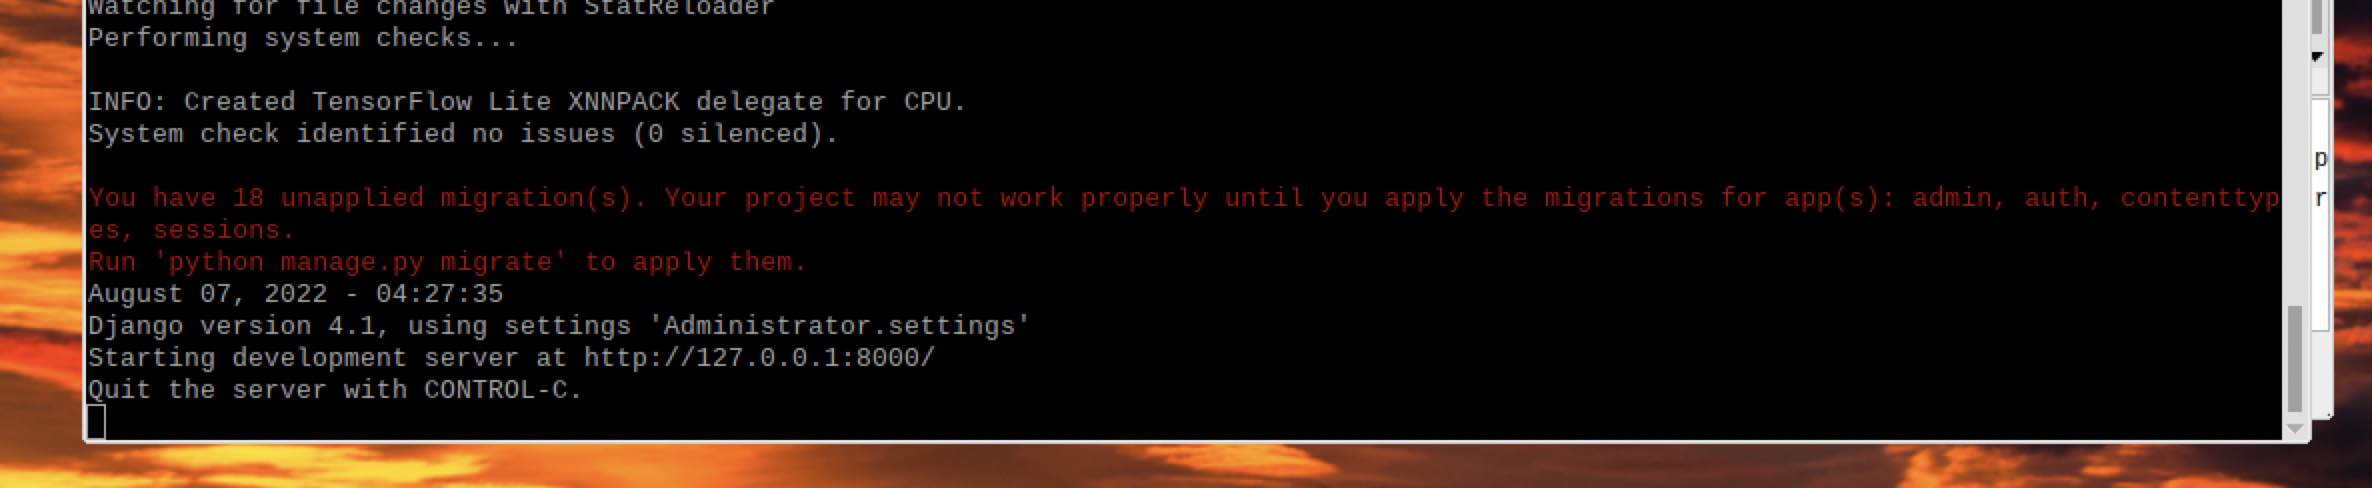 Watching for file changes with StatReloader
Performing system checks...
INFO: Created TensorFlow Lite XNNPACK delegate for CPU.
System check identified no issues (0 silenced).
You have 18 unapplied migration(s). Your project may not work properly until you apply the migrations for app(s): admin, auth, contenttyp
es, sessions.
Run 'python manage.py migrate' to apply them.
August 07, 2022 - 04:27:35
Django version 4.1, using settings 'Administrator.settings'
Starting development server at http://127.0.0.1:8000/
Quit the server with CONTROL-C.
p
r